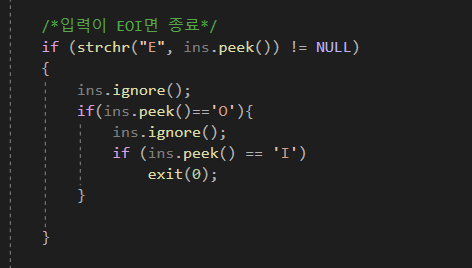 /*입력이 EOI면 종료*/
if (strchr("E", ins.peek()) != NULL)
{
ins.ignore();
if(ins.peek()=='O'){
ins.ignore();
if (ins.peek() == 'I')
exit(0);
}
}